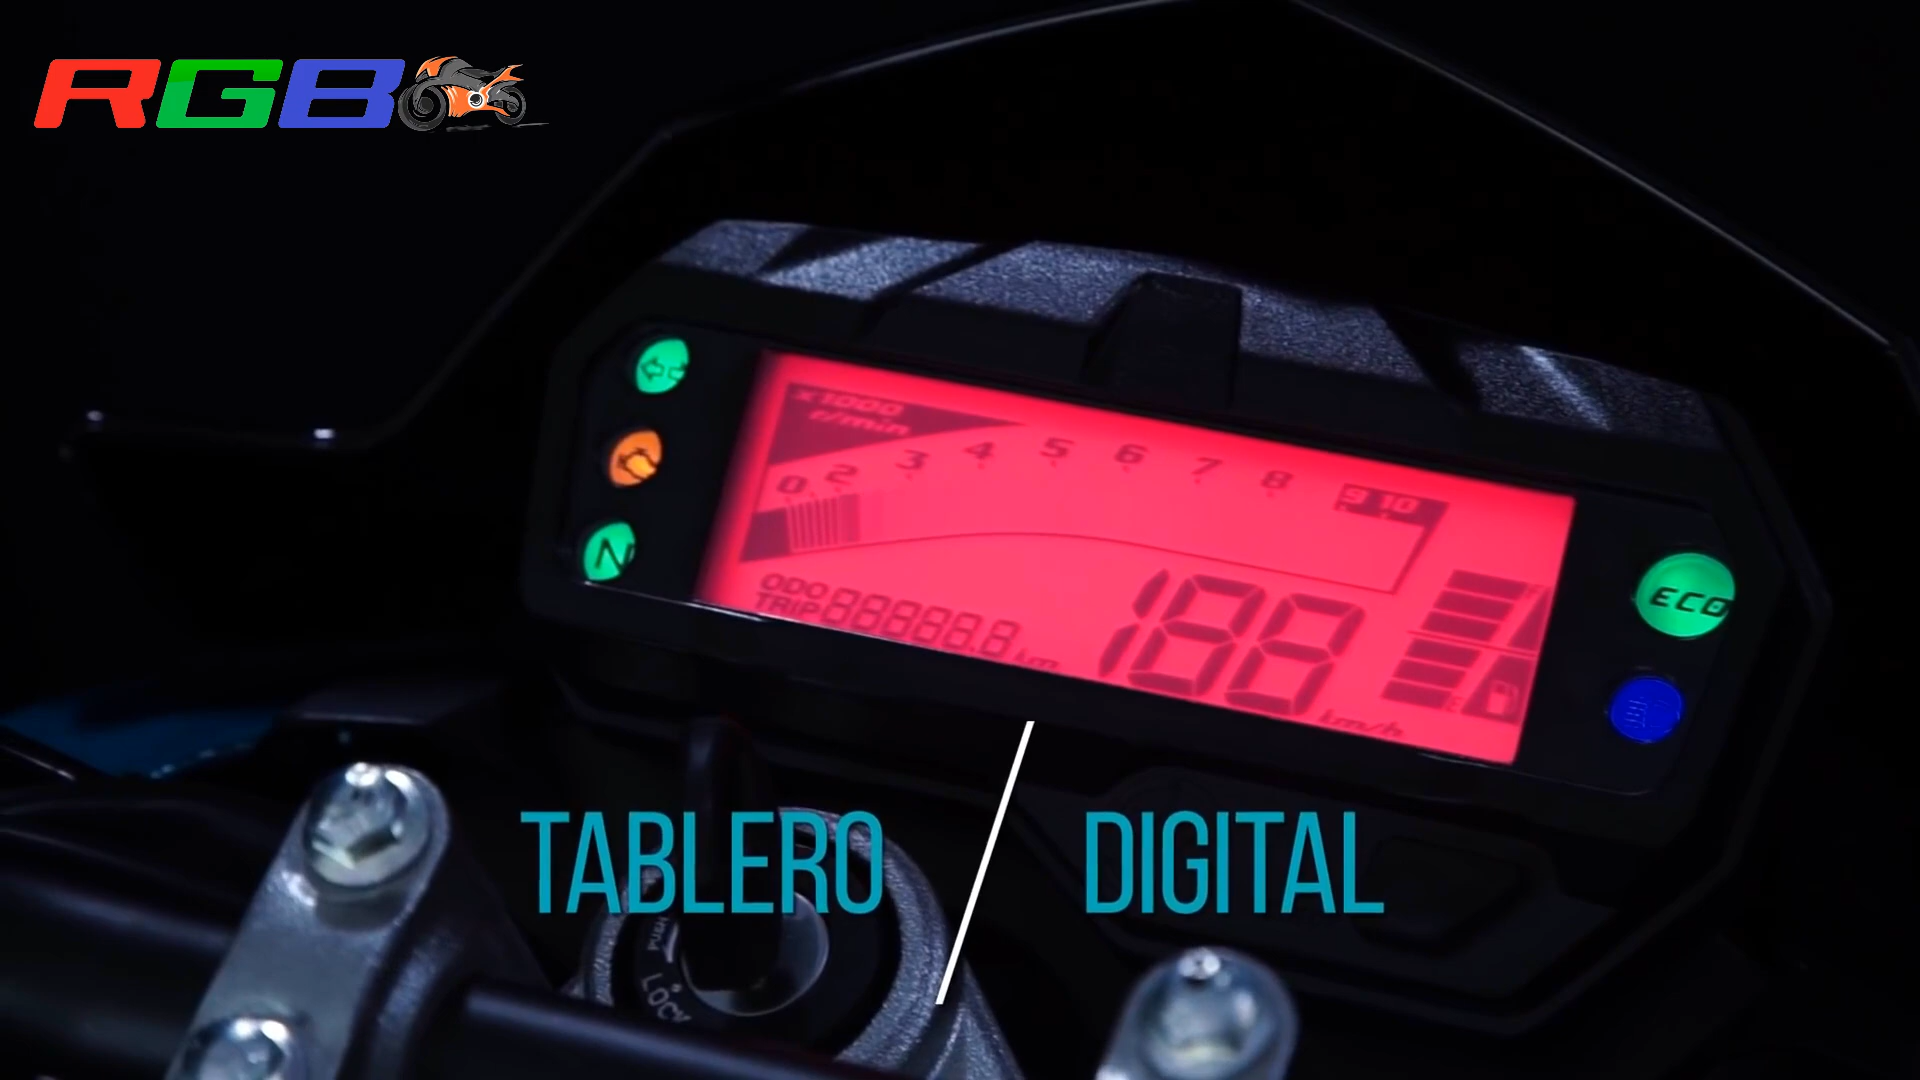 RGB
x1000
r/min
0 2 3 4 5 6 7 8 9 10
N
ECO
ODO
TRIP 88888.8 km
188 km/h
TABLERO DIGITAL
LOCK